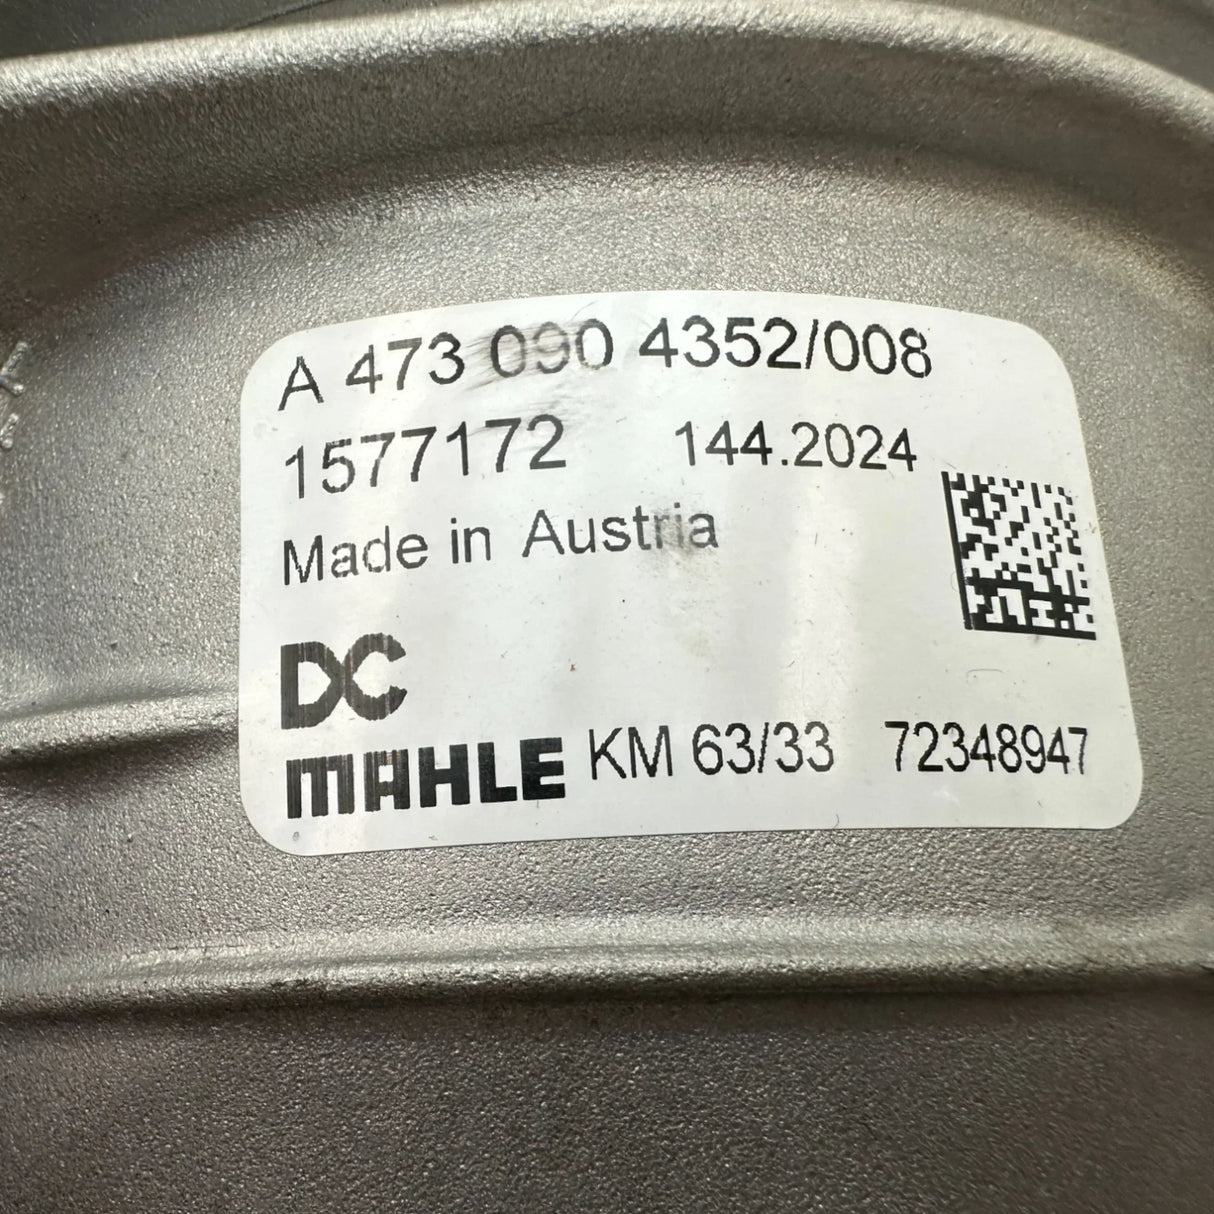 A 473 090 4352/008
1577172 144.2024
Made in Austria
DC
MAHLE KM 63/33 72348947